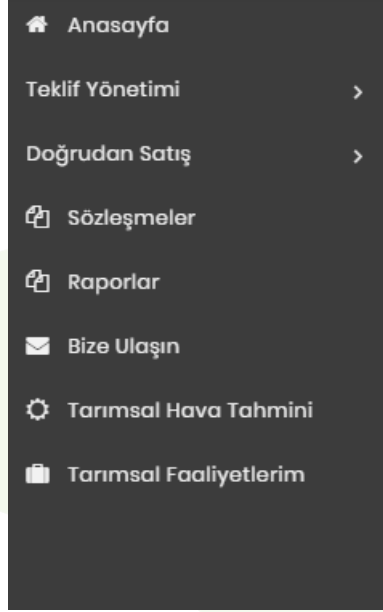 Anasayfa
Teklif Yönetimi
Doğrudan Satış
Sözleşmeler
Raporlar
Bize Ulaşın
Tarımsal Hava Tahmini
Tarımsal Faaliyetlerim